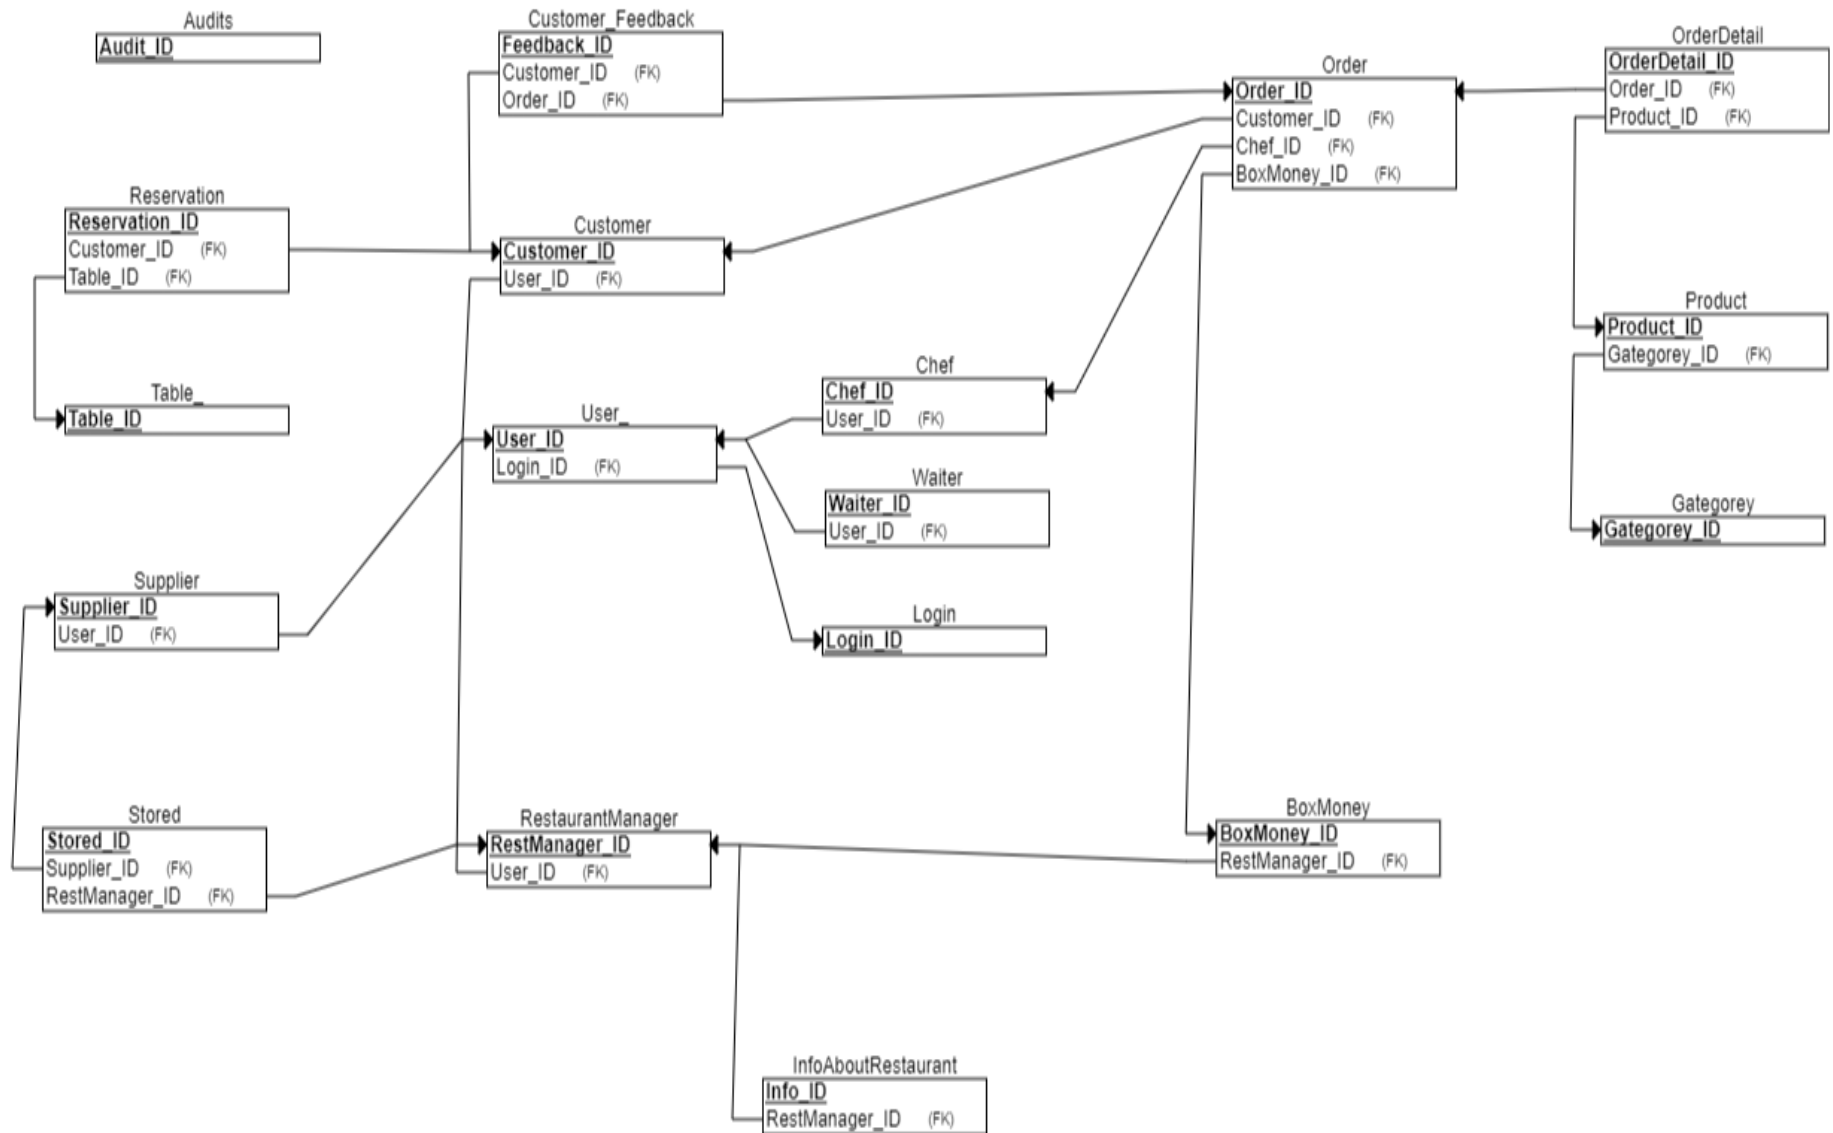 Audits
Audit_ID
Customer_Feedback
Feedback_ID
Customer_ID (FK)
Order_ID (FK)
Order
Order_ID
Customer_ID (FK)
Chef_ID (FK)
BoxMoney_ID (FK)
OrderDetail
OrderDetail_ID
Order_ID (FK)
Product_ID (FK)
Reservation
Reservation_ID
Customer_ID (FK)
Table_ID (FK)
Customer
Customer_ID
User_ID (FK)
Product
Product_ID
Gategorey_ID (FK)
Table_
Table_ID
User_
User_ID
Login_ID (FK)
Chef
Chef_ID
User_ID (FK)
Waiter
Waiter_ID
User_ID (FK)
Gategorey
Gategorey_ID
Supplier
Supplier_ID
User_ID (FK)
Login
Login_ID
Stored
Stored_ID
Supplier_ID (FK)
RestManager_ID (FK)
RestaurantManager
RestManager_ID
User_ID (FK)
BoxMoney
BoxMoney_ID
RestManager_ID (FK)
InfoAboutRestaurant
Info_ID
RestManager_ID (FK)